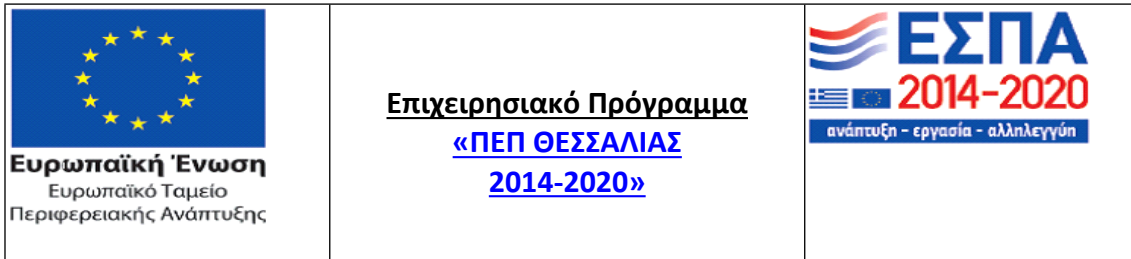 Ευρωπαϊκή Ένωση
Ευρωπαϊκό Ταμείο
Περιφερειακής Ανάπτυξης
Επιχειρησιακό Πρόγραμμα
«ΠΕΠ ΘΕΣΣΑΛΙΑΣ
2014-2020»
ΕΣΠΑ
2014-2020
ανάπτυξη - εργασία - αλληλεγγύη